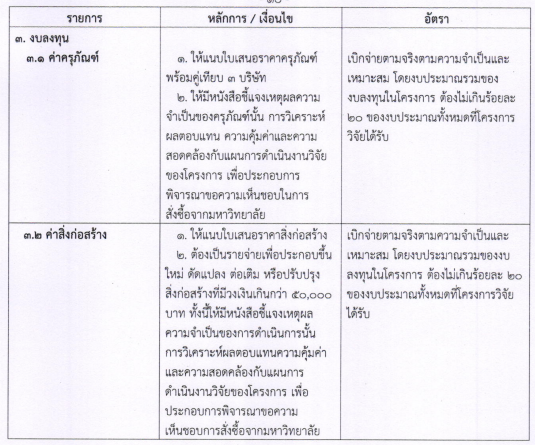 ๑๐
รายการ
หลักการ / เงื่อนไข
อัตรา
๓. งบลงทุน
๓.๑ ค่าครุภัณฑ์
๑. ให้แนบใบเสนอราคาครุภัณฑ์
พร้อมคู่เทียบ ๓ บริษัท
๒. ให้มีหนังสือชี้แจงเหตุผลความ
จำเป็นของครุภัณฑ์นั้น การวิเคราะห์
ผลตอบแทน ความคุ้มค่าและความ
สอดคล้องกับแผนการดำเนินงานวิจัย
ของโครงการ เพื่อประกอบการ
พิจารณาขอความเห็นชอบในการ
สั่งซื้อจากมหาวิทยาลัย
เบิกจ่ายตามจริงตามความจำเป็นและ
เหมาะสม โดยงบประมาณรวมของ
งบลงทุนในโครงการ ต้องไม่เกินร้อยละ
๒๐ ของงบประมาณทั้งหมดที่โครงการ
วิจัยได้รับ
๓.๒ ค่าสิ่งก่อสร้าง
๑. ให้แนบใบเสนอราคาสิ่งก่อสร้าง
๒. ต้องเป็นรายจ่ายเพื่อประกอบขึ้น
ใหม่ ดัดแปลง ต่อเติม หรือปรับปรุง
สิ่งก่อสร้างที่มีวงเงินเกินกว่า ๕๐,๐๐๐
บาท ทั้งนี้ให้มีหนังสือชี้แจงเหตุผล
ความจำเป็นของการดำเนินการนั้น
การวิเคราะห์ผลตอบแทนความคุ้มค่า
และความสอดคล้องกับแผนการ
ดำเนินงานวิจัยของโครงการ เพื่อ
ประกอบการพิจารณาขอความ
เห็นชอบการสั่งซื้อจากมหาวิทยาลัย
เบิกจ่ายตามจริงตามความจำเป็นและ
เหมาะสม โดยงบประมาณรวมของงบ
ลงทุนในโครงการ ต้องไม่เกินร้อยละ ๒๐
ของงบประมาณทั้งหมดที่โครงการวิจัย
ได้รับ